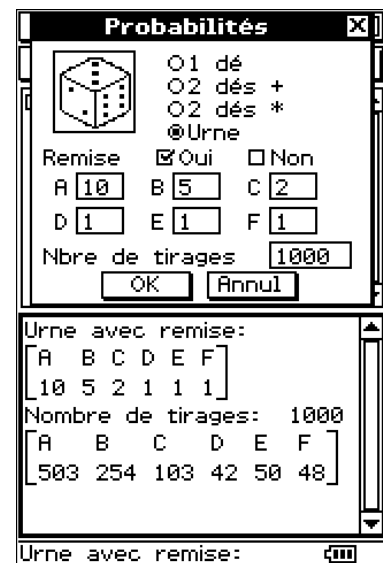 Probabilités
1 dé
2 dés +
2 dés *
Urne
Remise Oui Non
A 10 B 5 C 2
D 1 E 1 F 1
Nbre de tirages 1000
OK Annul
Urne avec remise:
A B C D E F
10 5 2 1 1 1
Nombre de tirages: 1000
A B C D E F
503 254 103 42 50 48
Urne avec remise: